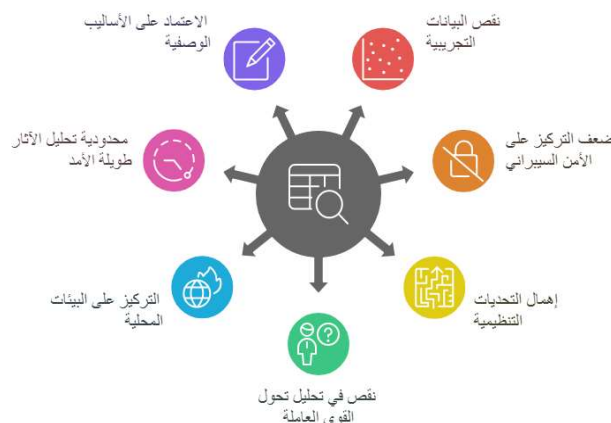 نقص البيانات
التجريبية
الاعتماد على الأساليب
الوصفية
ضعف التركيز على
الأمن السيبراني
محدودية تحليل الآثار
طويلة الأمد
إهمال التحديات
التنظيمية
التركيز على البيئات
المحلية
نقص في تحليل تحول
القوى العاملة